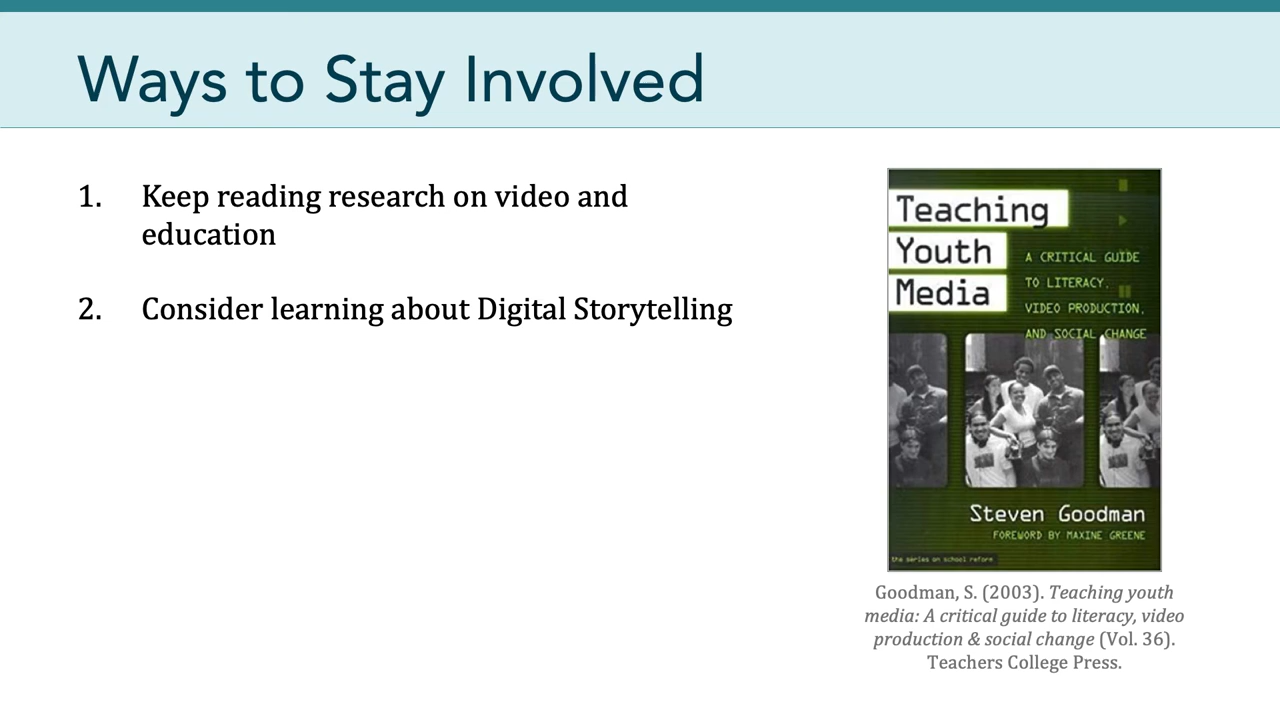 Ways to Stay Involved
1. Keep reading research on video and
education
2. Consider learning about Digital Storytelling
Teaching
Youth
Media
A CRITICAL GUIDE
TO LITERACY,
VIDEO PRODUCTION,
AND SOCIAL CHANGE
Steven Goodman
FOREWORD BY MAXINE GREENE
the series on school reform
Goodman, S. (2003). Teaching youth
media: A critical guide to literacy, video
production & social change (Vol. 36).
Teachers College Press.